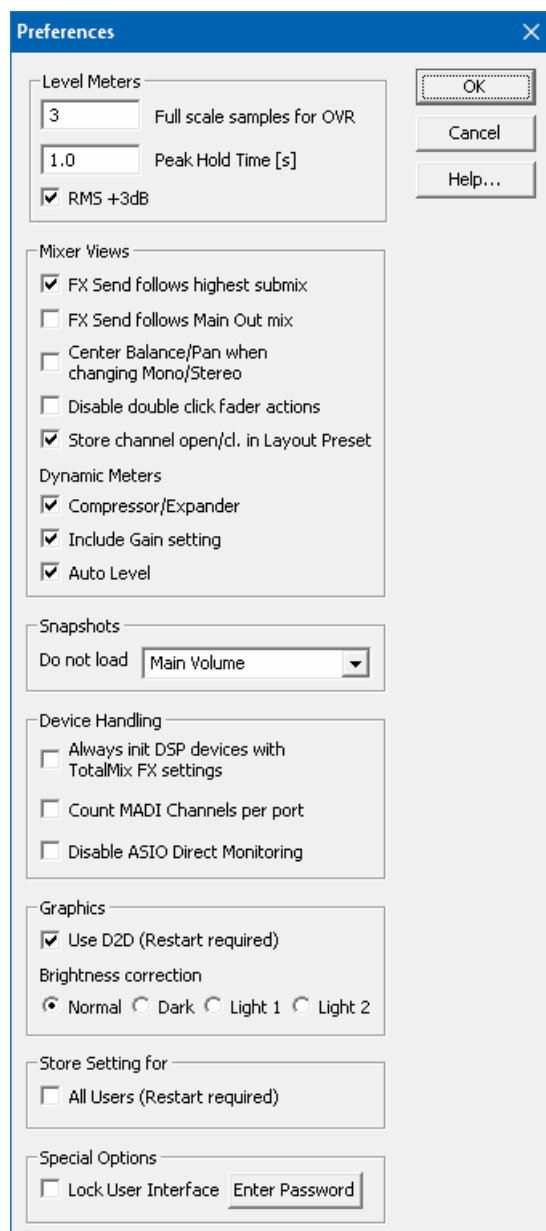 Preferences
Level Meters
OK
3 Full scale samples for OVR
Cancel
1.0 Peak Hold Time [s]
Help...
RMS +3dB
Mixer Views
FX Send follows highest submix
FX Send follows Main Out mix
Center Balance/Pan when
changing Mono/Stereo
Disable double click fader actions
Store channel open/cl. in Layout Preset
Dynamic Meters
Compressor/Expander
Include Gain setting
Auto Level
Snapshots
Do not load Main Volume
Device Handling
Always init DSP devices with
TotalMix FX settings
Count MADI Channels per port
Disable ASIO Direct Monitoring
Graphics
Use D2D (Restart required)
Brightness correction
Normal Dark Light 1 Light 2
Store Setting for
All Users (Restart required)
Special Options
Lock User Interface Enter Password